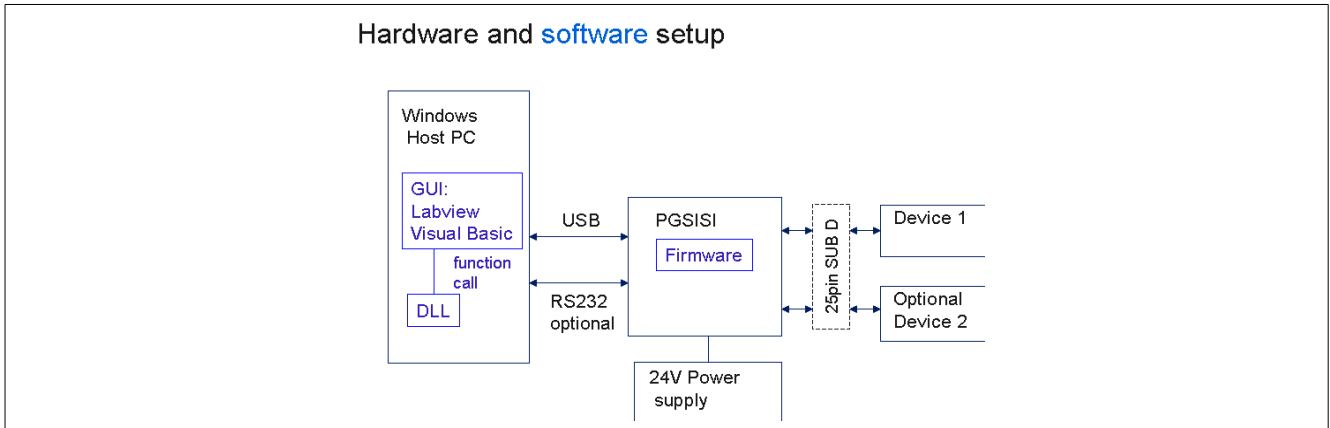 Hardware and software setup
Windows
Host PC
GUI:
Labview
Visual Basic
function
call
DLL
USB
RS232
optional
PGSISI
Firmware
24V Power
supply
25pin SUB D
Device 1
Optional
Device 2